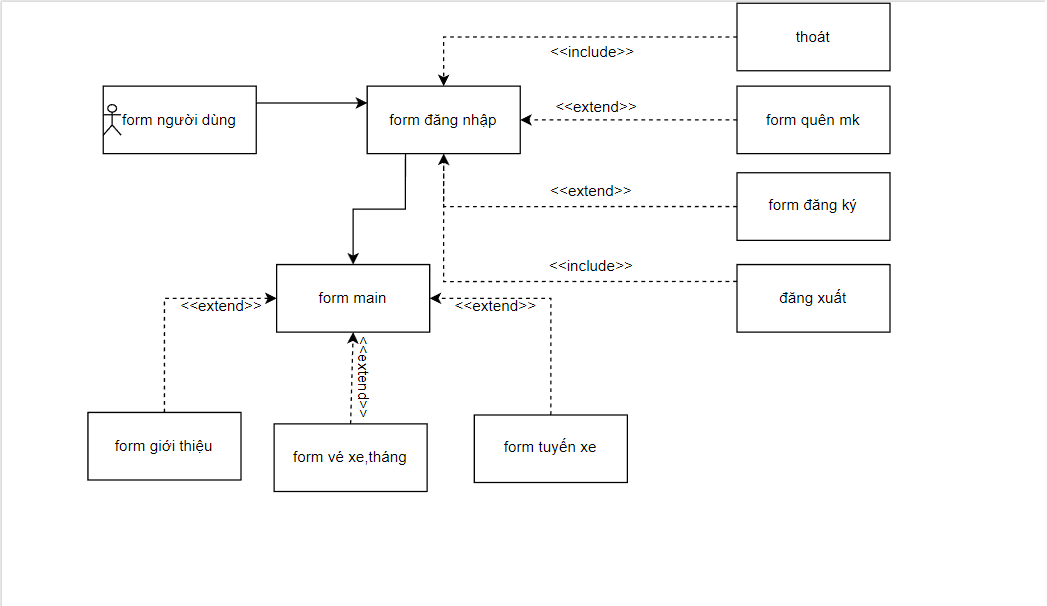 thoát
<<include>>
<<extend>>
form người dùng
form đăng nhập
form quên mk
<<extend>>
form đăng ký
<<include>>
form main
đăng xuất
<<extend>>
<<extend>>
<<extend>>
form giới thiệu
form vé xe,tháng
form tuyến xe